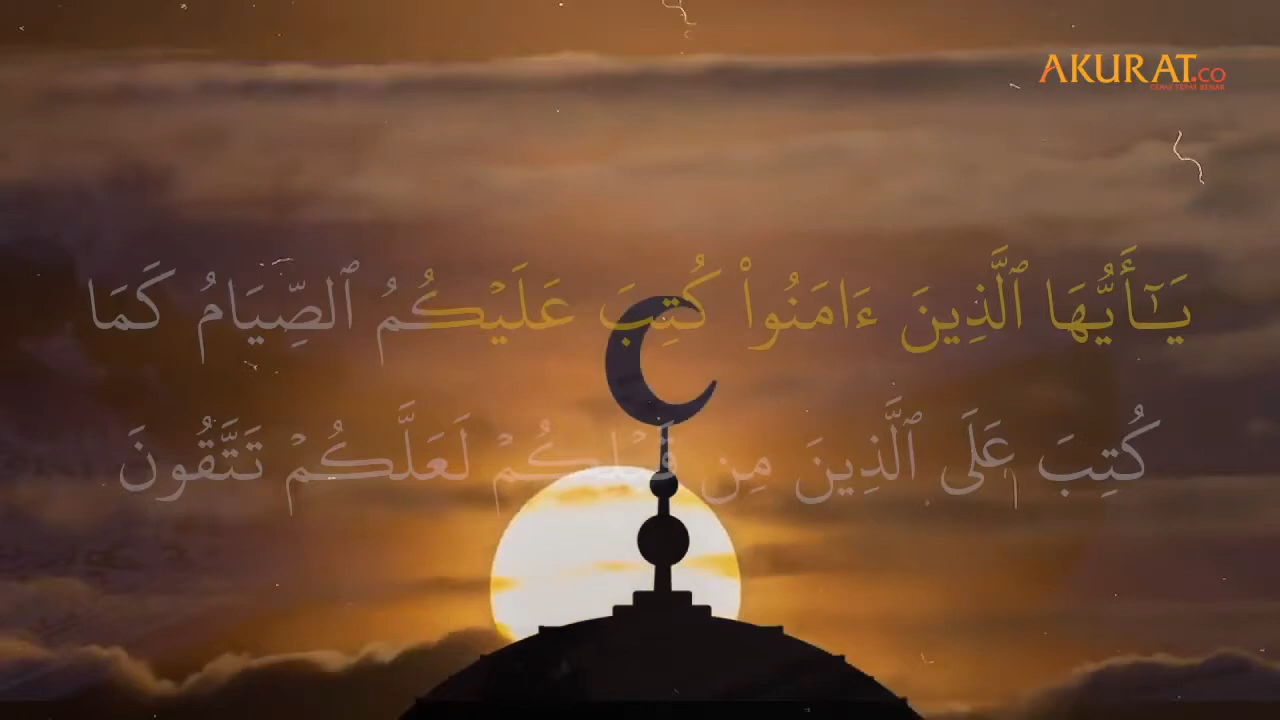 AKURAT.CO
يَـٰٓأَيُّهَا ٱلَّذِينَ ءَامَنُوا۟ كُتِبَ عَلَيْكُمُ ٱلصِّيَامُ كَمَا
كُتِبَ عَلَى ٱلَّذِينَ مِن قَبْلِكُمْ لَعَلَّكُمْ تَتَّقُونَ